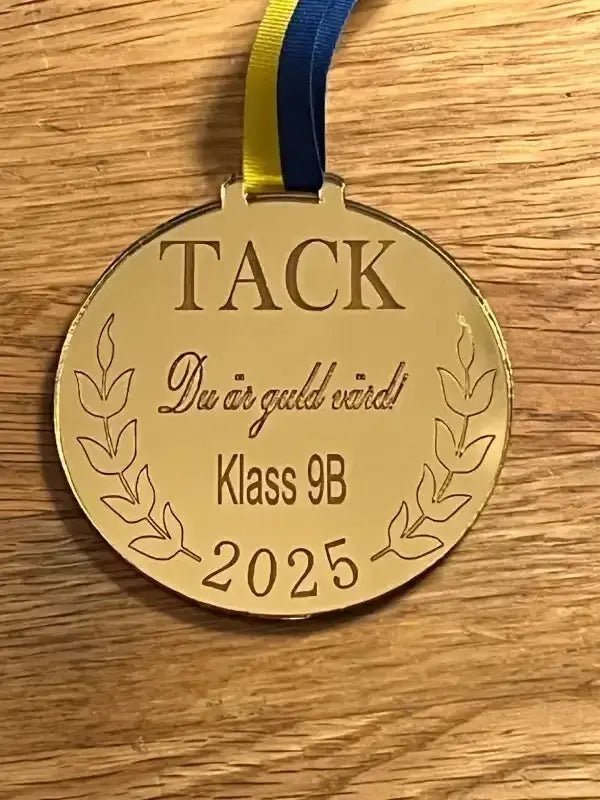 TACK
Du är guld värd!
Klass 9B
2025